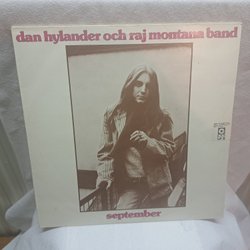 dan hylander och raj montana band
september